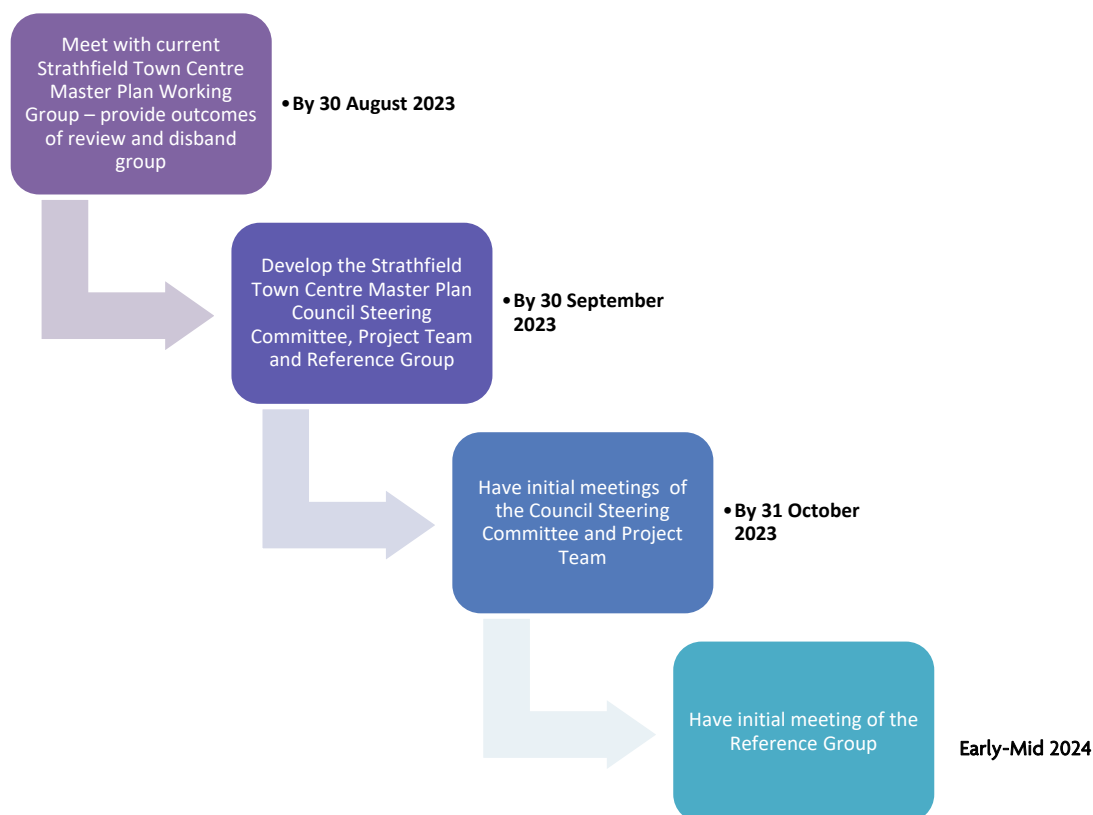 Meet with current
Strathfield Town Centre
Master Plan Working
Group – provide outcomes
of review and disband
group
•By 30 August 2023
Develop the Strathfield
Town Centre Master Plan
Council Steering
Committee, Project Team
and Reference Group
•By 30 September
2023
Have initial meetings of
the Council Steering
Committee and Project
Team
•By 31 October
2023
Have initial meeting of the
Reference Group
Early-Mid 2024